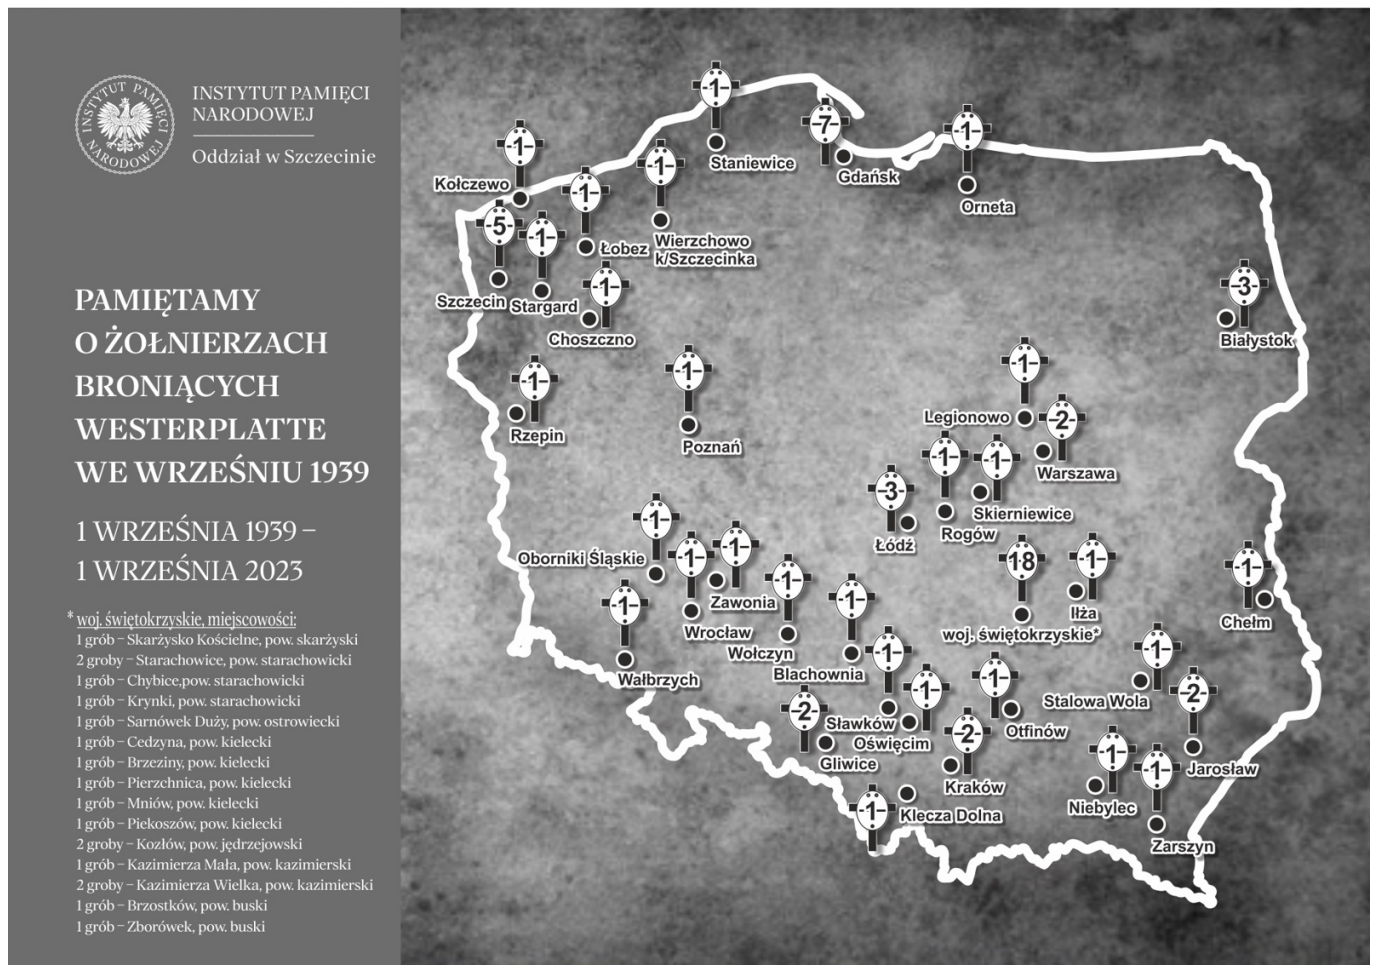 INSTYTUT PAMIĘCI NARODOWEJ
INSTYTUT PAMIĘCI
NARODOWEJ
Oddział w Szczecinie
PAMIĘTAMY
O ŻOŁNIERZACH
BRONIĄCYCH
WESTERPLATTE
WE WRZEŚNIU 1939
1 WRZEŚNIA 1939 –
1 WRZEŚNIA 2023
* woj. świętokrzyskie, miejscowości:
1 grób – Skarżysko Kościelne, pow. skarżyski
2 groby – Starachowice, pow. starachowicki
1 grób – Chybice,pow. starachowicki
1 grób – Krynki, pow. starachowicki
1 grób – Sarnówek Duży, pow. ostrowiecki
1 grób – Cedzyna, pow. kielecki
1 grób – Brzeziny, pow. kielecki
1 grób – Pierzchnica, pow. kielecki
1 grób – Mniów, pow. kielecki
1 grób – Piekoszów, pow. kielecki
2 groby – Kozłów, pow. jędrzejowski
1 grób – Kazimierza Mała, pow. kazimierski
2 groby – Kazimierza Wielka, pow. kazimierski
1 grób – Brzostków, pow. buski
1 grób – Zborówek, pow. buski
-1-
Staniewice
-7-
Gdańsk
-1-
Orneta
-1-
Kołczewo
-1-
Wierzchowo
k/Szczecinka
-1-
Łobez
-5-
Szczecin
-1-
Stargard
-1-
Choszczno
-3-
Białystok
-1-
Rzepin
-1-
Poznań
-1-
Legionowo
-2-
Warszawa
-1-
Rogów
-1-
Skierniewice
-3-
Łódź
-1-
Oborniki Śląskie
-1-
Wrocław
-1-
Zawonia
-1-
Wołczyn
-1-
Blachownia
18
woj. świętokrzyskie*
-1-
Iłża
-1-
Chełm
-1-
Wałbrzych
-1-
Sławków
-1-
Oświęcim
-1-
Otfinów
-1-
Stalowa Wola
-2-
Jarosław
-2-
Gliwice
-2-
Kraków
-1-
Niebylec
-1-
Zarszyn
-1-
Klecza Dolna